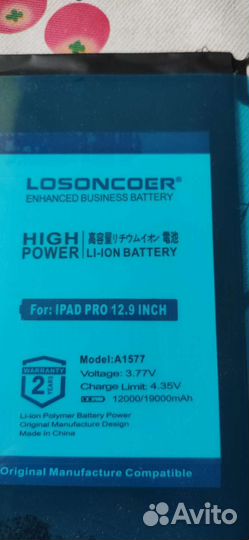 LOSONCOER®
ENHANCED BUSINESS BATTERY
HIGH POWER
高容量リチウムイオン電池
LI-ION BATTERY
For: IPAD PRO 12.9 INCH
WARRANTY
2
YEARS
Model:A1577
Voltage: 3.77V
Charge Limit: 4.35V
12000/19000mAh
Li-ion Polymer Battery Power
Original Manufacture Design
Made in China
Original Manufacture Compatible
Avito